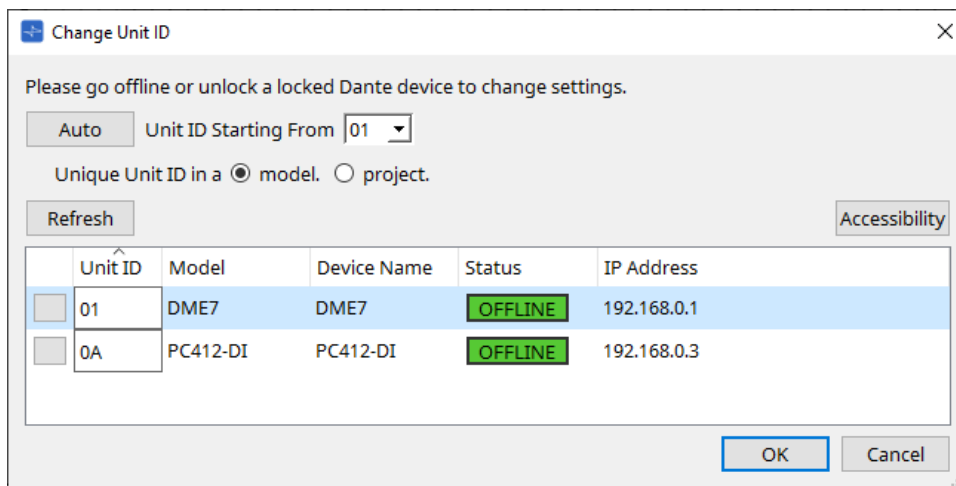 Change Unit ID
Please go offline or unlock a locked Dante device to change settings.
Auto Unit ID Starting From 01
Unique Unit ID in a model. project.
Refresh Accessibility
Unit ID Model Device Name Status IP Address
01 DME7 DME7 OFFLINE 192.168.0.1
0A PC412-DI PC412-DI OFFLINE 192.168.0.3
OK Cancel